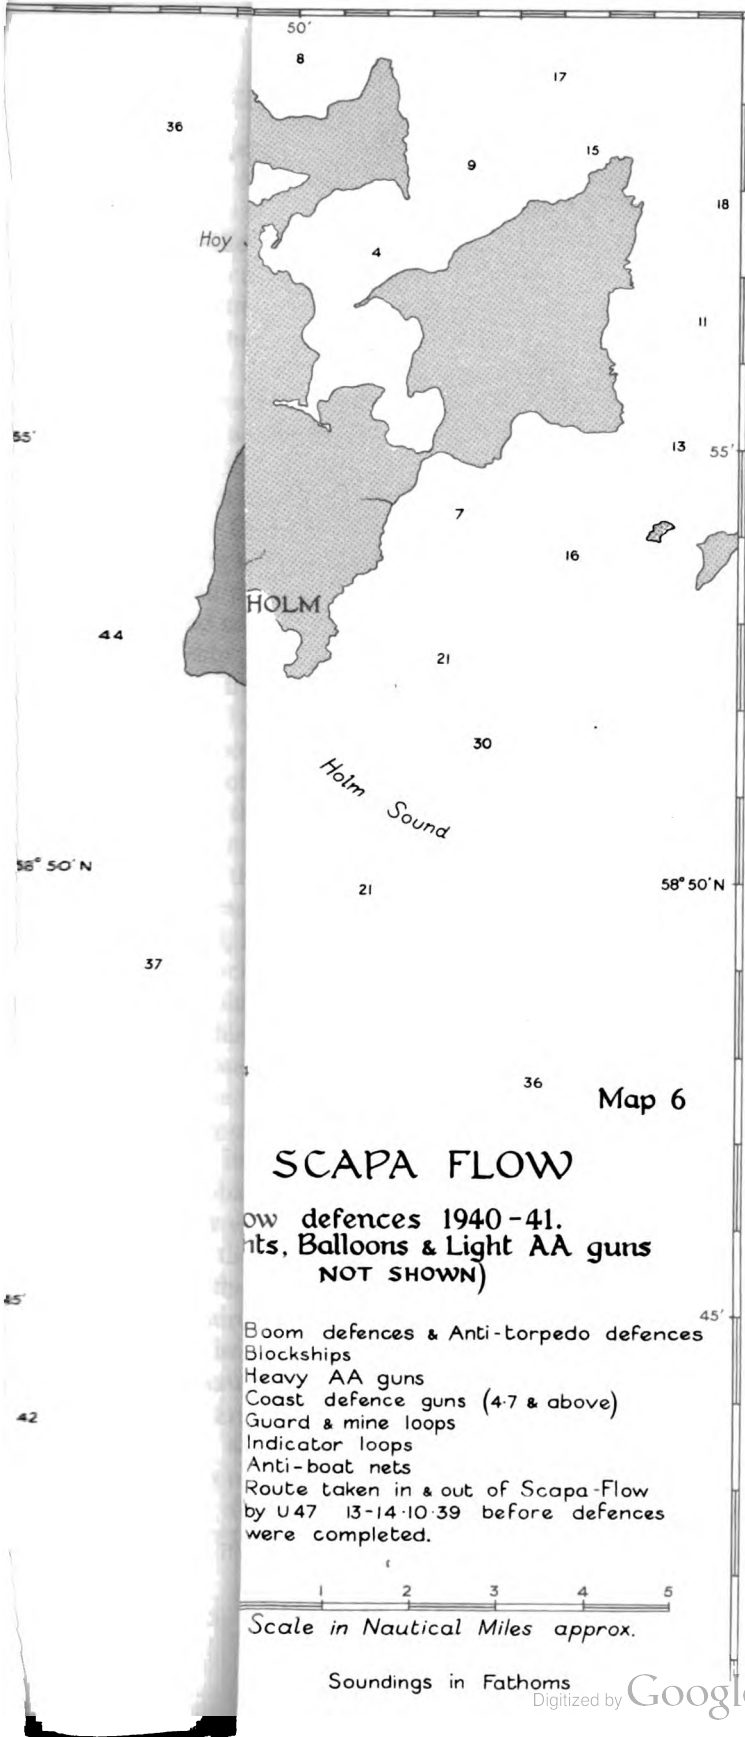 50′
8
17
36
15
9
18
Hoy
4
11
55′
13
55′
7
16
HOLM
44
21
30
Holm Sound
58° 50′ N
58° 50′ N
21
37
36
Map 6
SCAPA FLOW
ow defences 1940-41.
nts, Balloons & Light AA guns
NOT SHOWN)
45′
45′
Boom defences & Anti-torpedo defences
Blockships
Heavy AA guns
Coast defence guns (4·7 & above)
42
Guard & mine loops
Indicator loops
Anti-boat nets
Route taken in & out of Scapa-Flow
by U47 13-14·10·39 before defences
were completed.
1 2 3 4 5
Scale in Nautical Miles approx.
Soundings in Fathoms
Digitized by Google